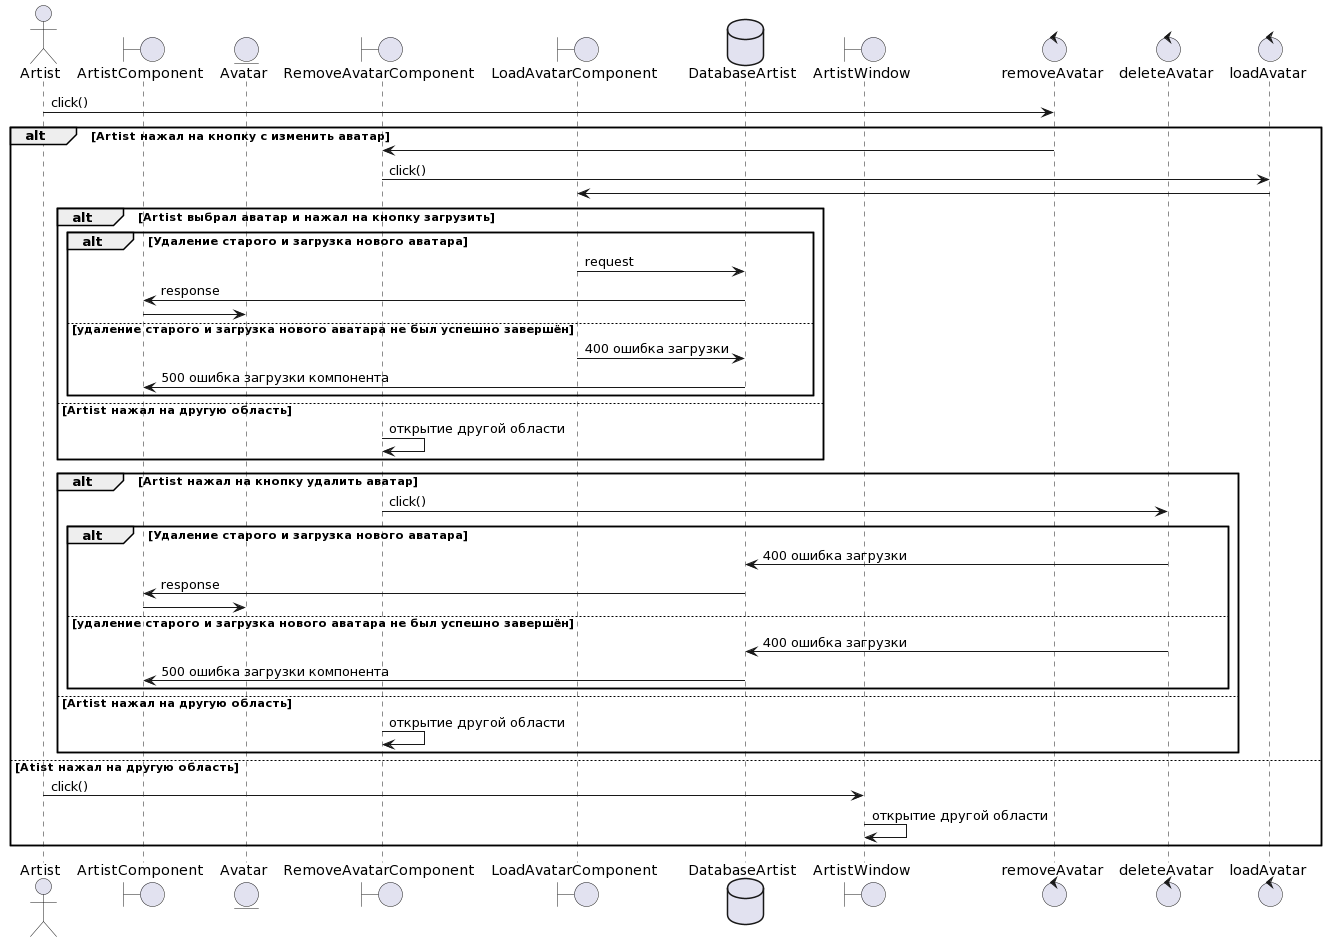 Artist ArtistComponent Avatar RemoveAvatarComponent LoadAvatarComponent DatabaseArtist ArtistWindow removeAvatar deleteAvatar loadAvatar
click()
alt [Artist нажал на кнопку с изменить аватар]
click()
alt [Artist выбрал аватар и нажал на кнопку загрузить]
alt [Удаление старого и загрузка нового аватара]
request
response
[удаление старого и загрузка нового аватара не был успешно завершён]
400 ошибка загрузки
500 ошибка загрузки компонента
[Artist нажал на другую область]
открытие другой области
alt [Artist нажал на кнопку удалить аватар]
click()
alt [Удаление старого и загрузка нового аватара]
400 ошибка загрузки
response
[удаление старого и загрузка нового аватара не был успешно завершён]
400 ошибка загрузки
500 ошибка загрузки компонента
[Artist нажал на другую область]
открытие другой области
[Atist нажал на другую область]
click()
открытие другой области
Artist ArtistComponent Avatar RemoveAvatarComponent LoadAvatarComponent DatabaseArtist ArtistWindow removeAvatar deleteAvatar loadAvatar